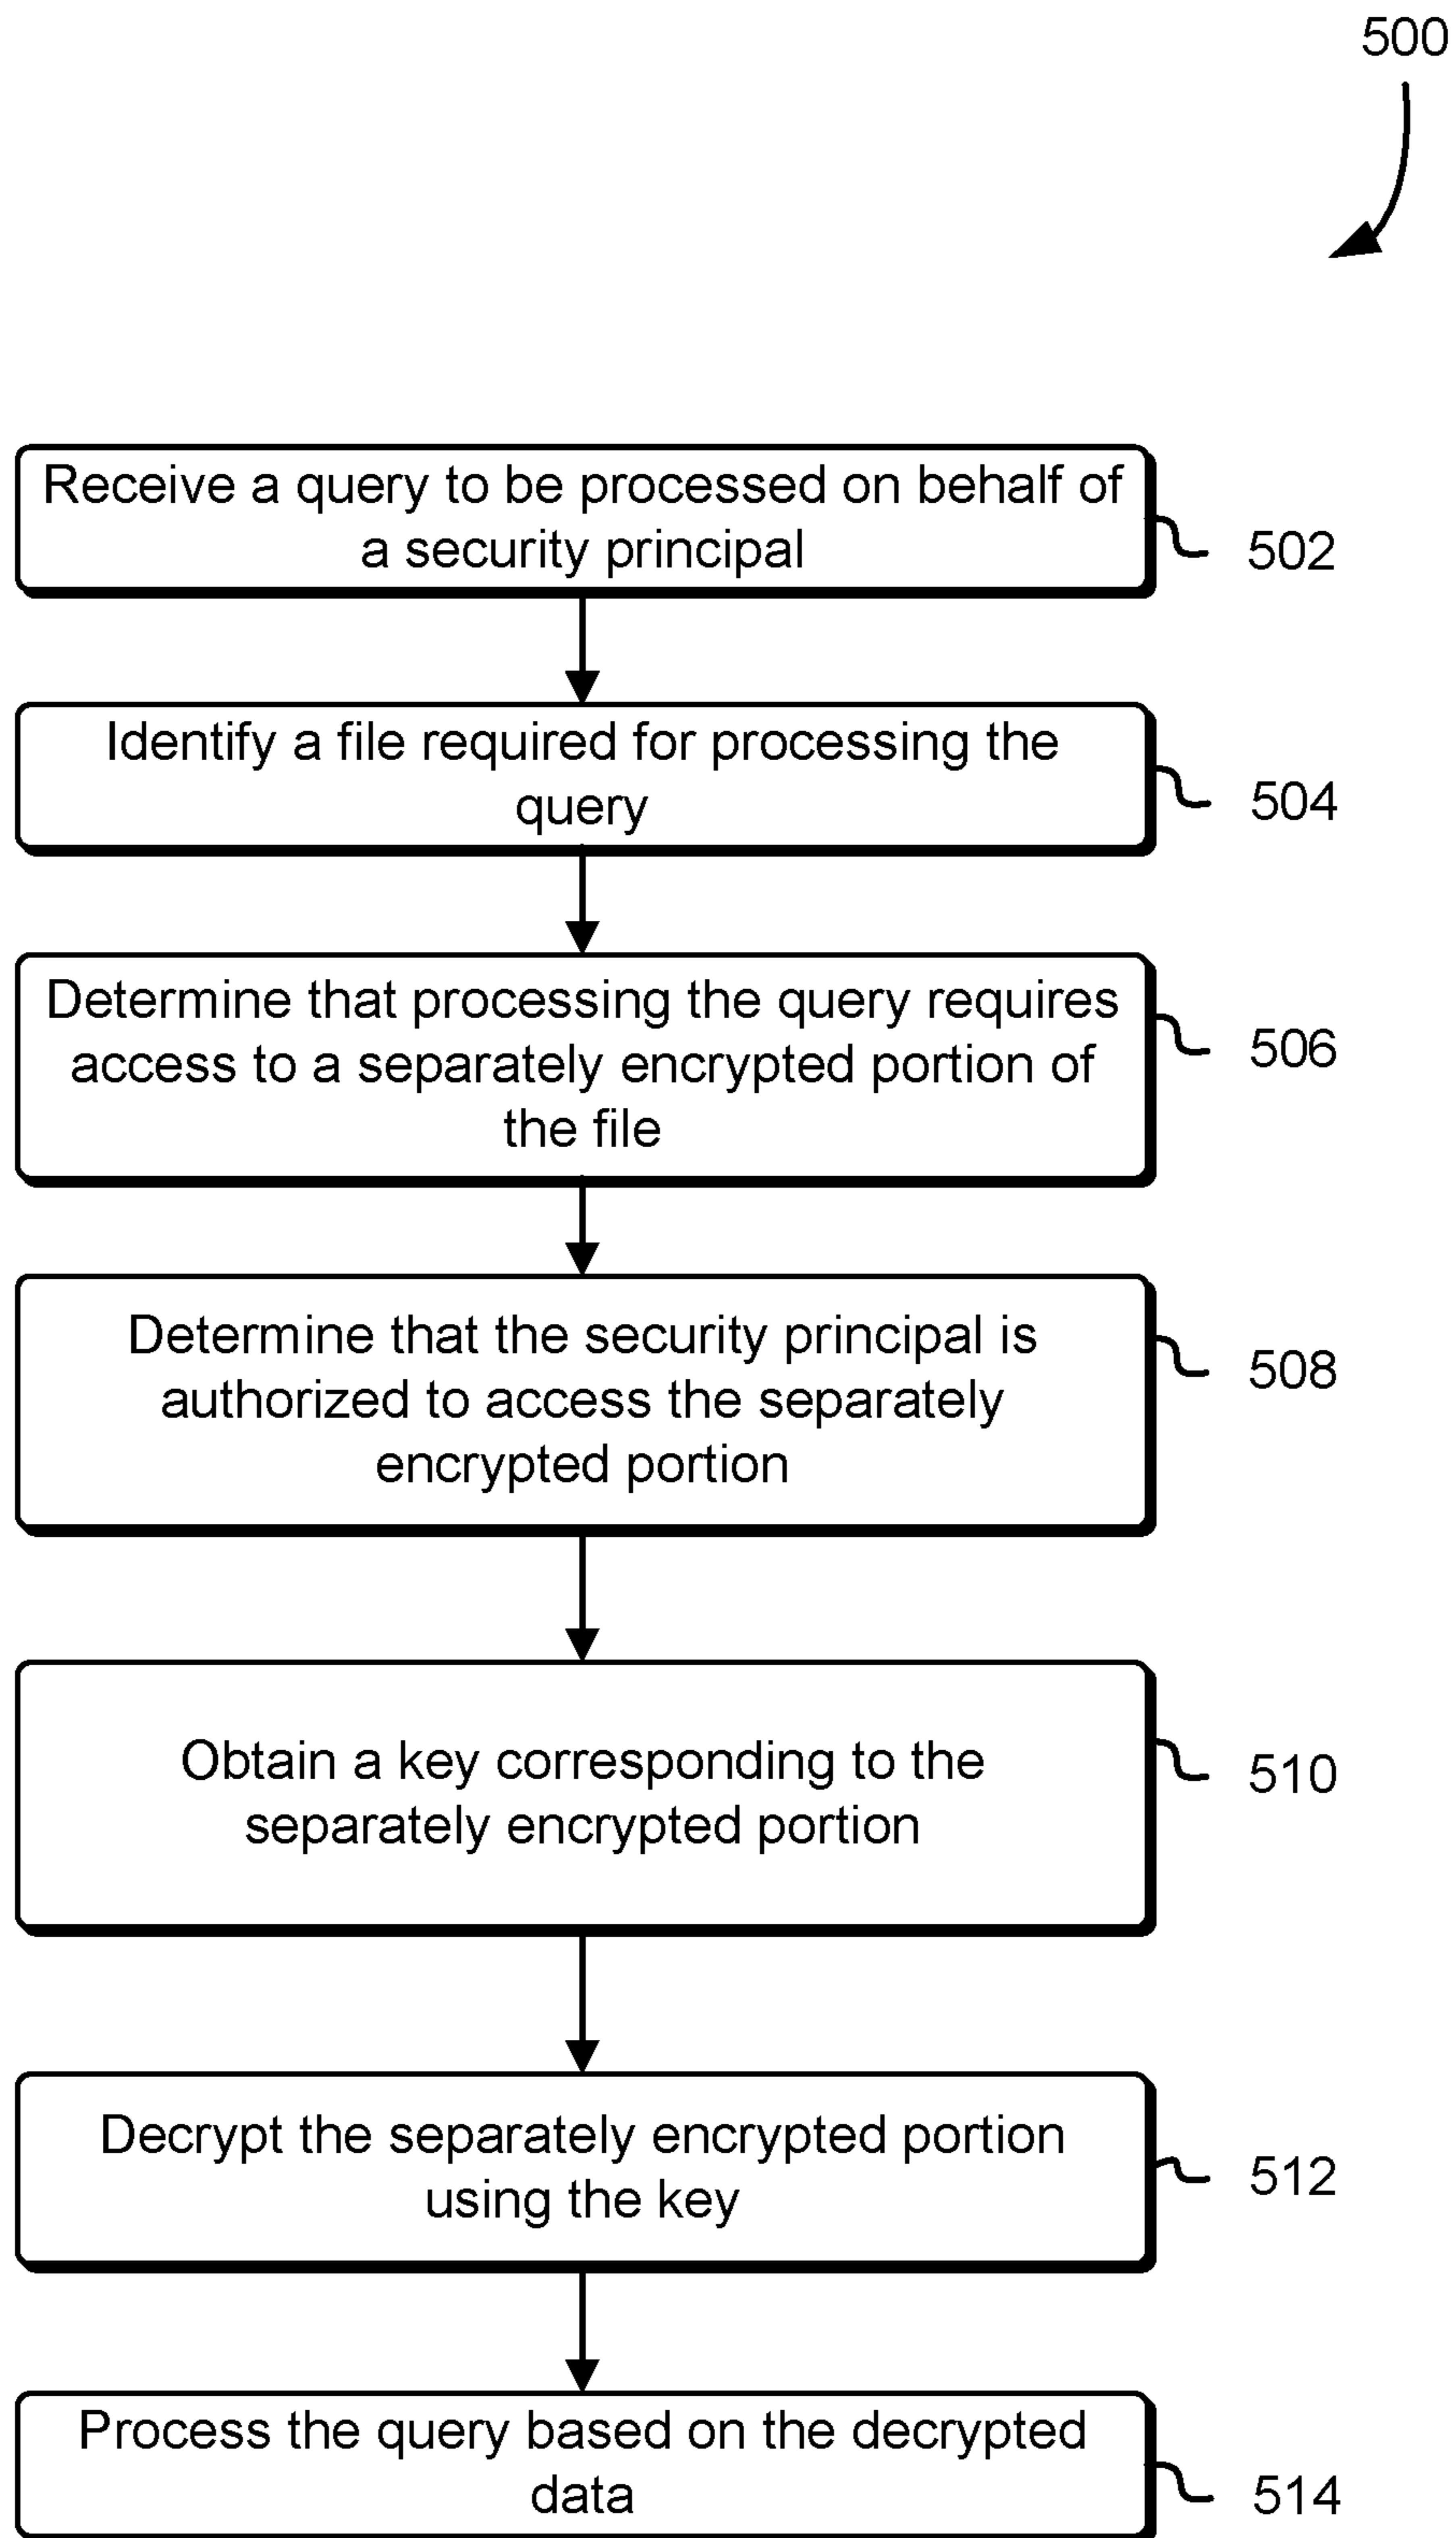 500
Receive a query to be processed on behalf of
a security principal
502
Identify a file required for processing the
query
504
Determine that processing the query requires
access to a separately encrypted portion of
the file
506
Determine that the security principal is
authorized to access the separately
encrypted portion
508
Obtain a key corresponding to the
separately encrypted portion
510
Decrypt the separately encrypted portion
using the key
512
Process the query based on the decrypted
data
514